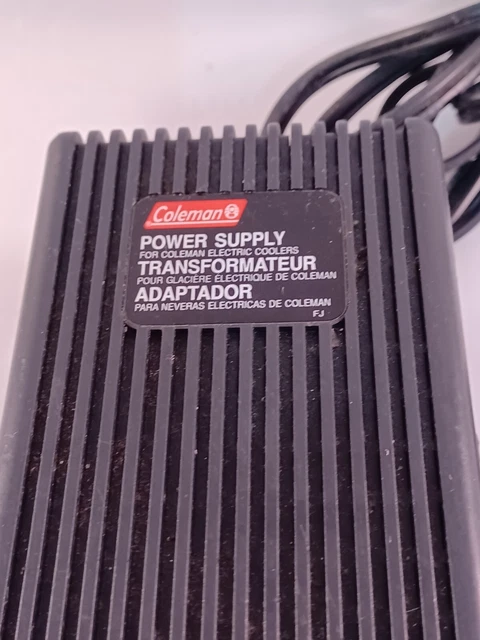 Coleman
POWER SUPPLY
FOR COLEMAN ELECTRIC COOLERS
TRANSFORMATEUR
POUR GLACIÈRE ÉLECTRIQUE DE COLEMAN
ADAPTADOR
PARA NEVERAS ELECTRICAS DE COLEMAN
FJ